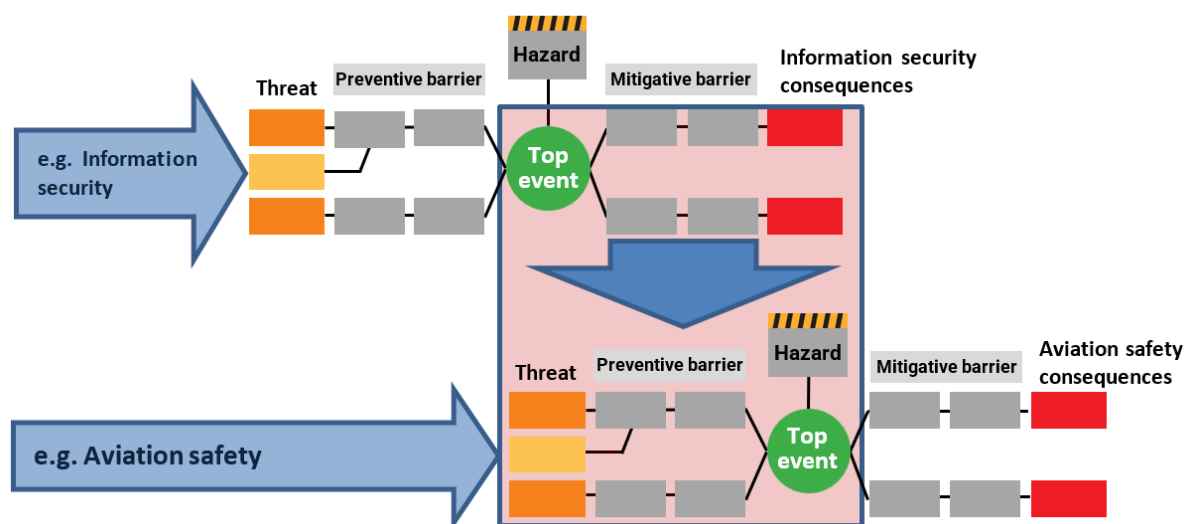 Hazard
Information security
consequences
Threat
Preventive barrier
Mitigative barrier
e.g. Information
security
Top
event
Hazard
Aviation safety
consequences
Threat
Preventive barrier
Mitigative barrier
e.g. Aviation safety
Top
event